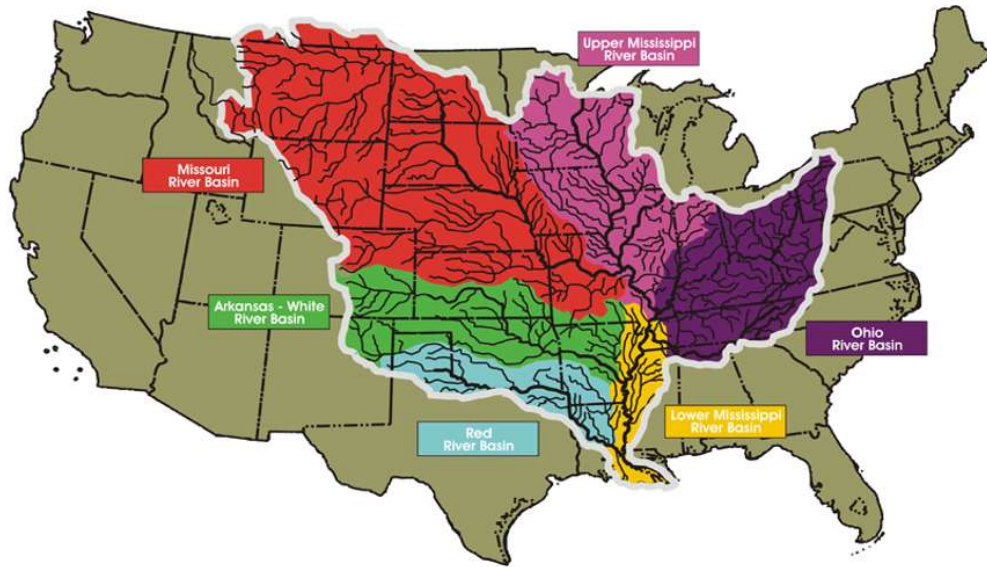 Upper Mississippi
River Basin
Missouri
River Basin
Arkansas - White
River Basin
Ohio
River Basin
Red
River Basin
Lower Mississippi
River Basin